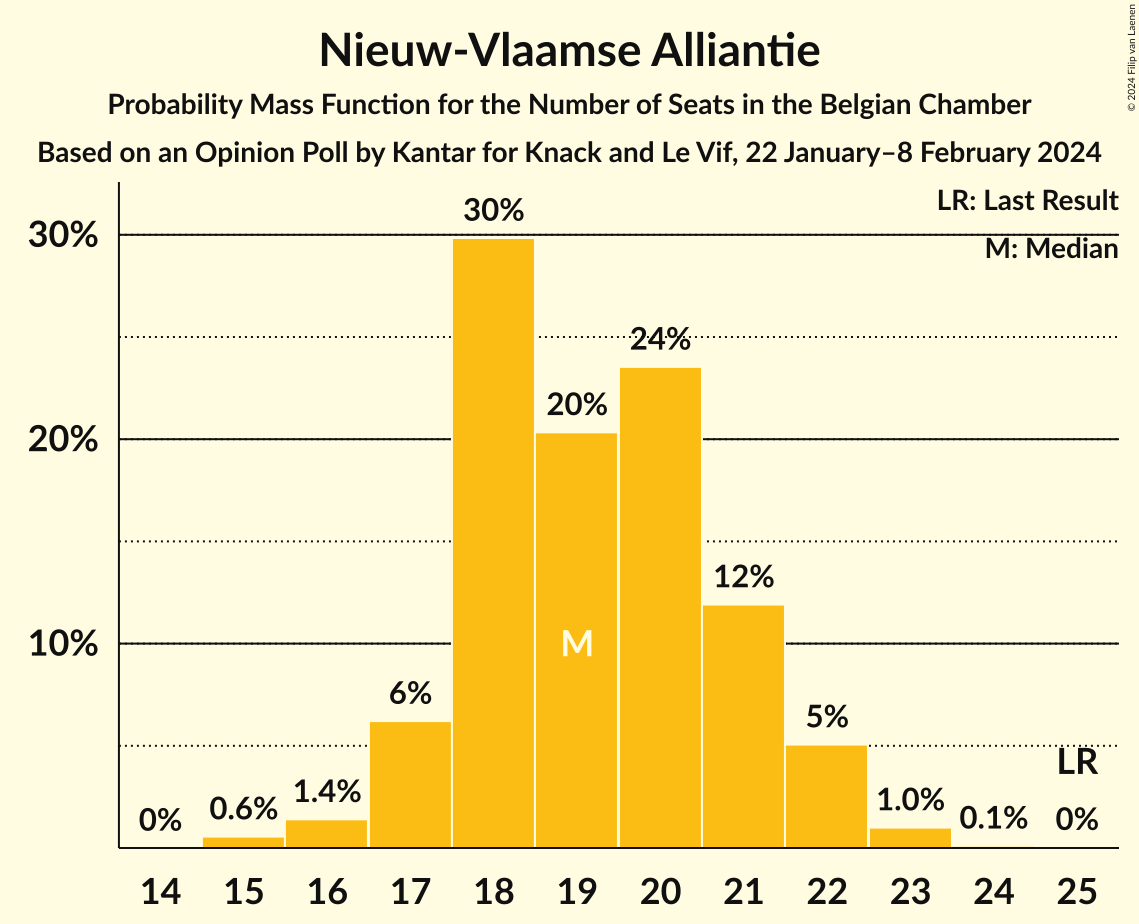 Nieuw-Vlaamse Alliantie
Probability Mass Function for the Number of Seats in the Belgian Chamber
Based on an Opinion Poll by Kantar for Knack and Le Vif, 22 January–8 February 2024
© 2024 Filip van Laenen
LR: Last Result
M: Median
30%
20%
10%
0%
0.6%
1.4%
6%
30%
20%
24%
12%
5%
1.0%
0.1%
0%
LR
M
14 15 16 17 18 19 20 21 22 23 24 25